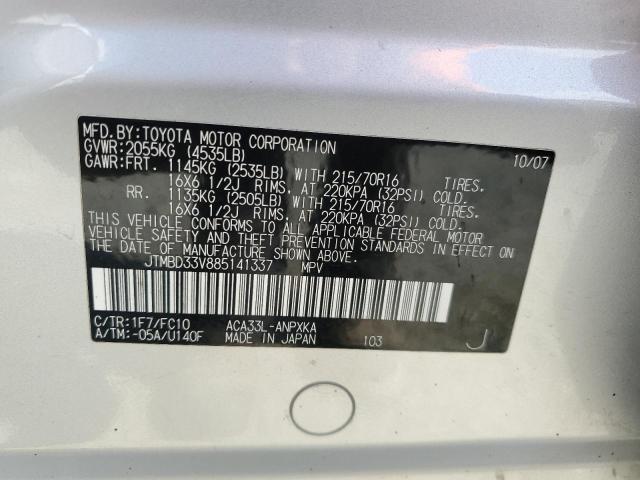 MFD.BY:TOYOTA MOTOR CORPORATION 10/07
GVWR:2055KG (4535LB)
GAWR:FRT. 1145KG (2535LB) WITH 215/70R16 TIRES.
16X6 1/2J RIMS. AT 220KPA (32PSI) COLD.
RR. 1135KG (2505LB) WITH 215/70R16 TIRES.
16X6 1/2J RIMS. AT 220KPA (32PSI) COLD.
THIS VEHICLE CONFORMS TO ALL APPLICABLE FEDERAL MOTOR
VEHICLE SAFETY AND THEFT PREVENTION STANDARDS IN EFFECT ON
THE DATE OF MANUFACTURE SHOWN ABOVE.
JTMBD33V885141337 MPV
C/TR:1F7/FC10 ACA33L-ANPXKA
A/TM:-05A/U140F MADE IN JAPAN 103 J